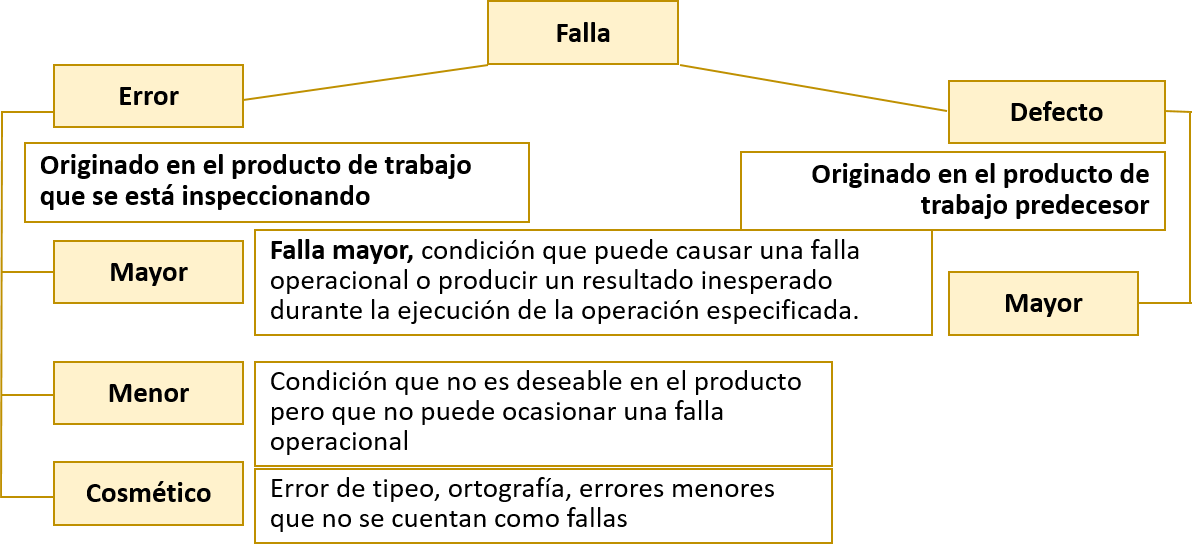 Falla
Error
Defecto
Originado en el producto de trabajo
que se está inspeccionando
Originado en el producto de
trabajo predecesor
Mayor
Falla mayor, condición que puede causar una falla
operacional o producir un resultado inesperado
durante la ejecución de la operación especificada.
Mayor
Menor
Condición que no es deseable en el producto
pero que no puede ocasionar una falla
operacional
Cosmético
Error de tipeo, ortografía, errores menores
que no se cuentan como fallas